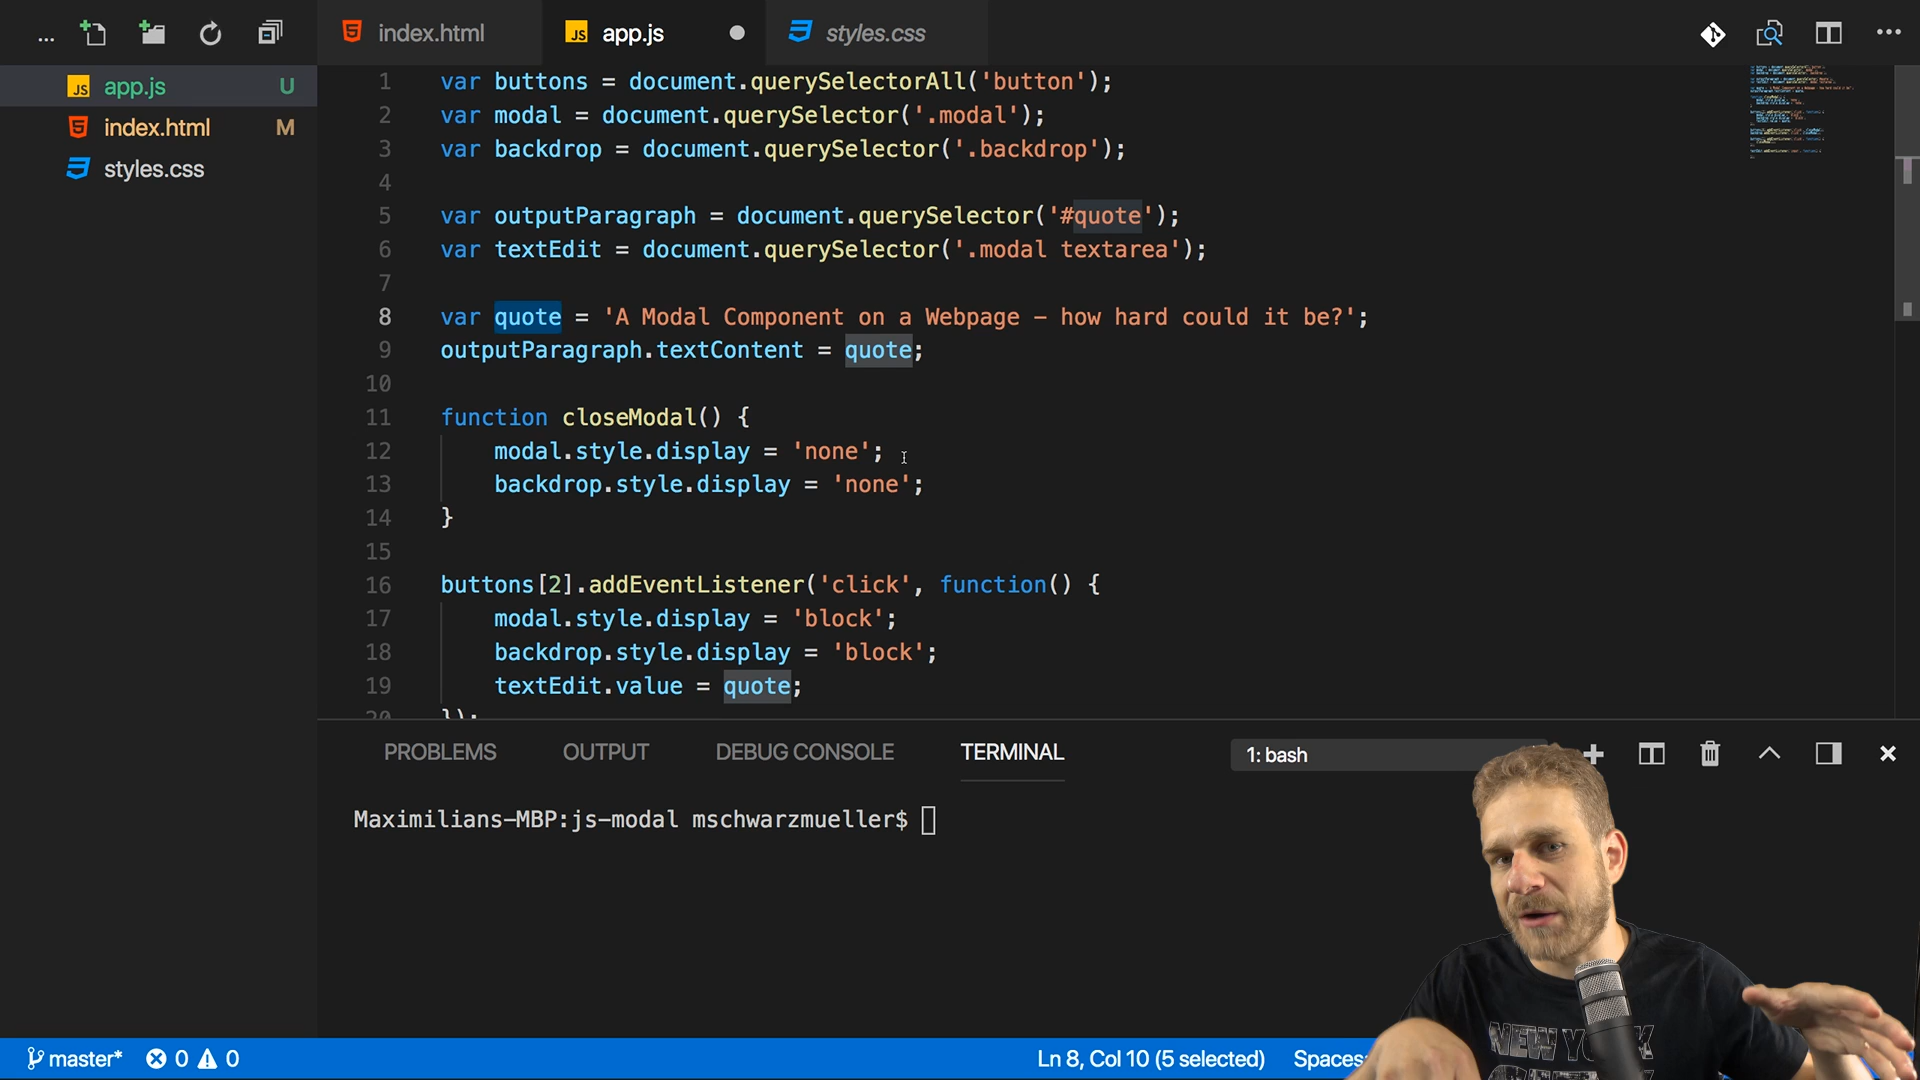 ...
index.html
app.js
styles.css
...
JS app.js U
index.html M
styles.css
1 var buttons = document.querySelectorAll('button');
2 var modal = document.querySelector('.modal');
3 var backdrop = document.querySelector('.backdrop');
4
5 var outputParagraph = document.querySelector('#quote');
6 var textEdit = document.querySelector('.modal textarea');
7
8 var quote = 'A Modal Component on a Webpage - how hard could it be?';
9 outputParagraph.textContent = quote;
10
11 function closeModal() {
12 modal.style.display = 'none';
13 backdrop.style.display = 'none';
14 }
15
16 buttons[2].addEventListener('click', function() {
17 modal.style.display = 'block';
18 backdrop.style.display = 'block';
19 textEdit.value = quote;
20 });
PROBLEMS OUTPUT DEBUG CONSOLE TERMINAL 1: bash
Maximilians-MBP:js-modal mschwarzmueller$
NEW YORK
master* 0 0 Ln 8, Col 10 (5 selected) Spaces